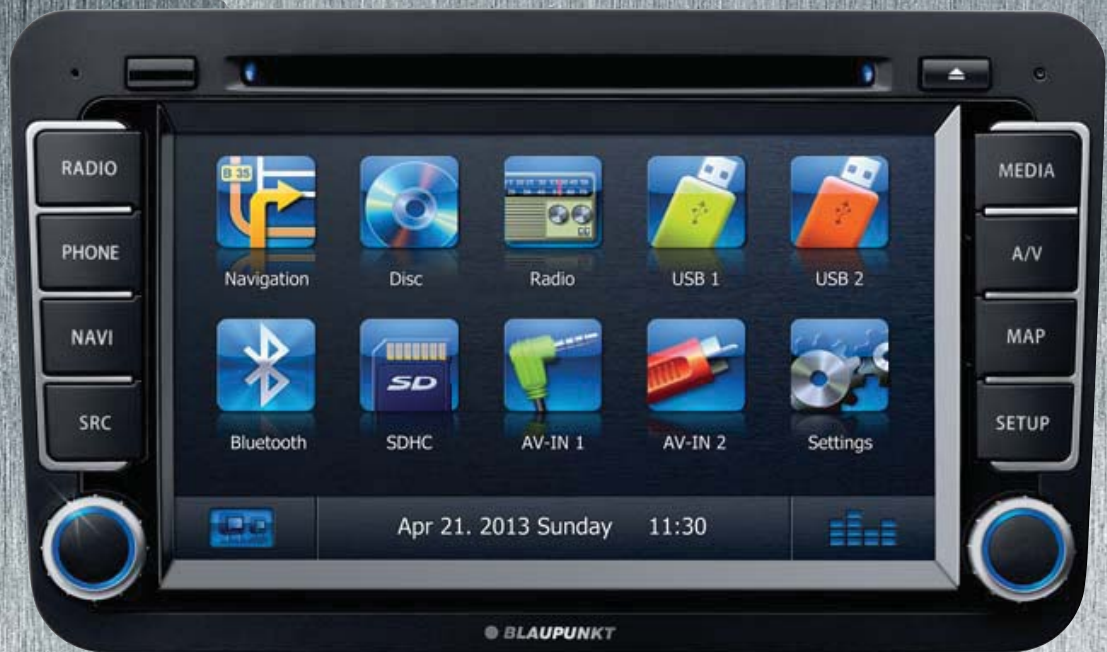 RADIO
PHONE
NAVI
SRC
B 35
Navigation
Disc
Radio
USB 1
USB 2
Bluetooth
SD
SDHC
AV-IN 1
AV-IN 2
Settings
Apr 21. 2013 Sunday 11:30
MEDIA
A/V
MAP
SETUP
BLAUPUNKT